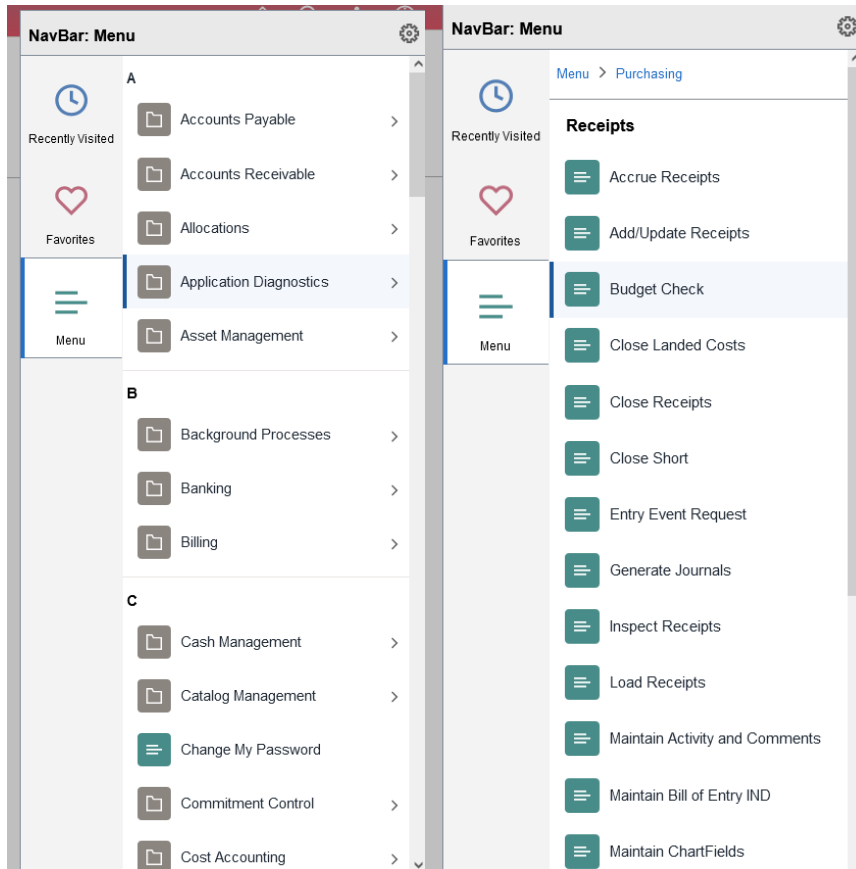 NavBar: Menu
Recently Visited
Favorites
Menu
A
Accounts Payable
Accounts Receivable
Allocations
Application Diagnostics
Asset Management
B
Background Processes
Banking
Billing
C
Cash Management
Catalog Management
Change My Password
Commitment Control
Cost Accounting
NavBar: Menu
Recently Visited
Favorites
Menu
Menu > Purchasing
Receipts
Accrue Receipts
Add/Update Receipts
Budget Check
Close Landed Costs
Close Receipts
Close Short
Entry Event Request
Generate Journals
Inspect Receipts
Load Receipts
Maintain Activity and Comments
Maintain Bill of Entry IND
Maintain ChartFields